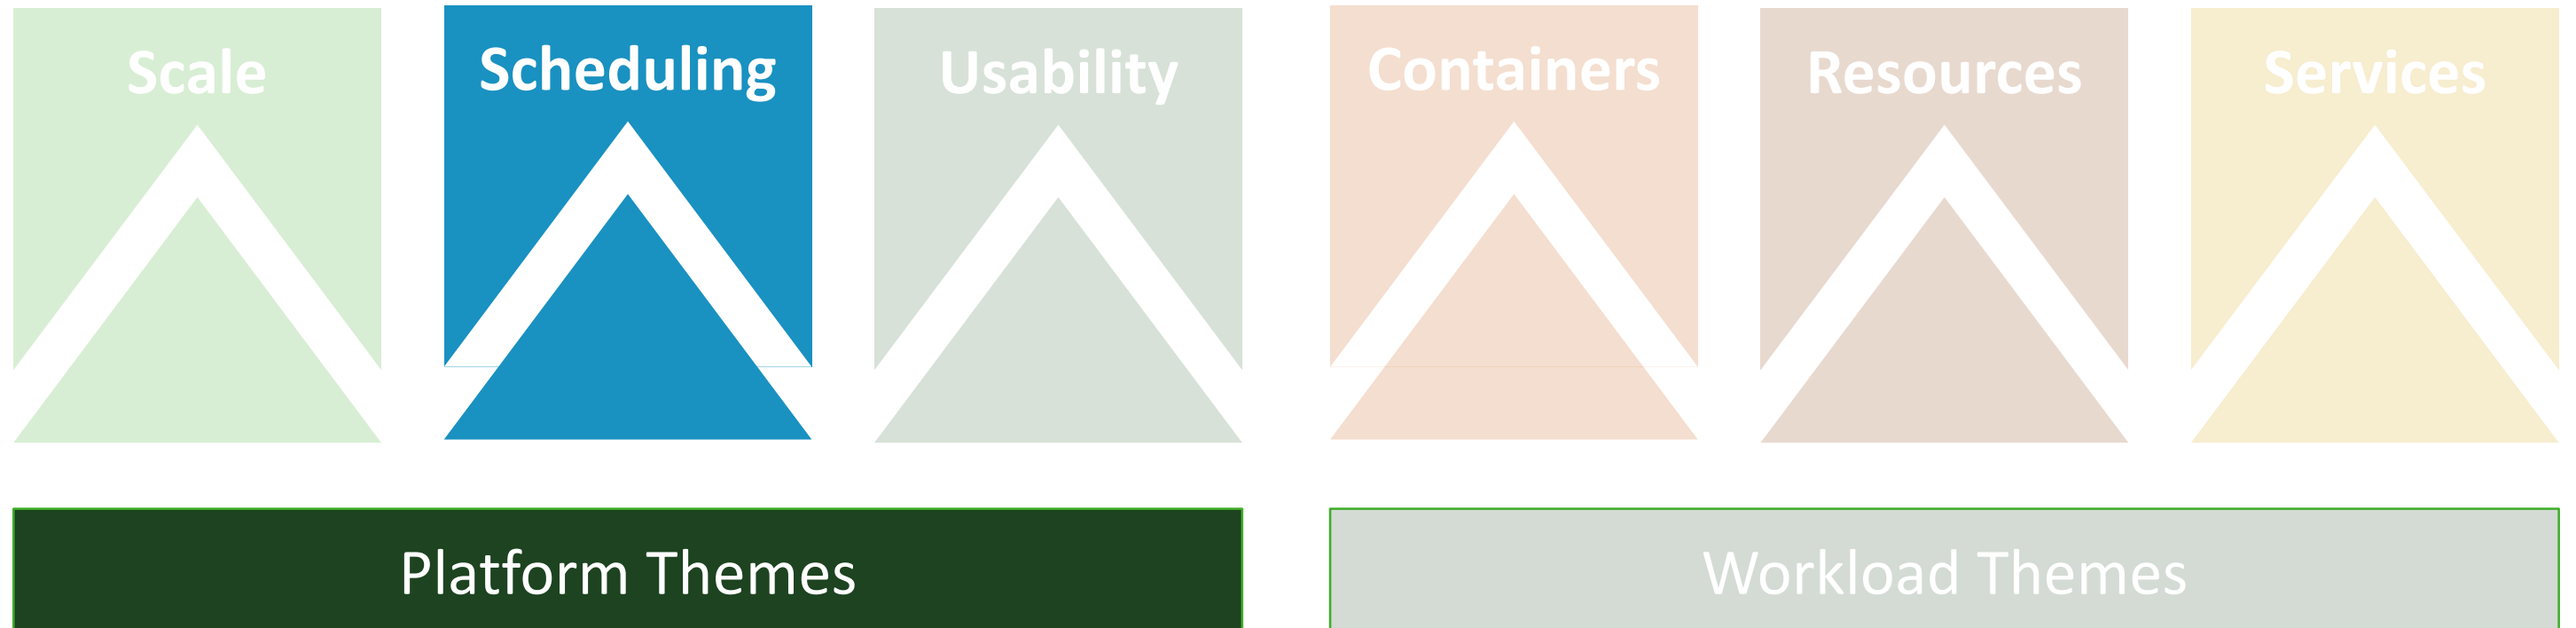 Scale
Scheduling
Usability
Containers
Resources
Services
Platform Themes
Workload Themes